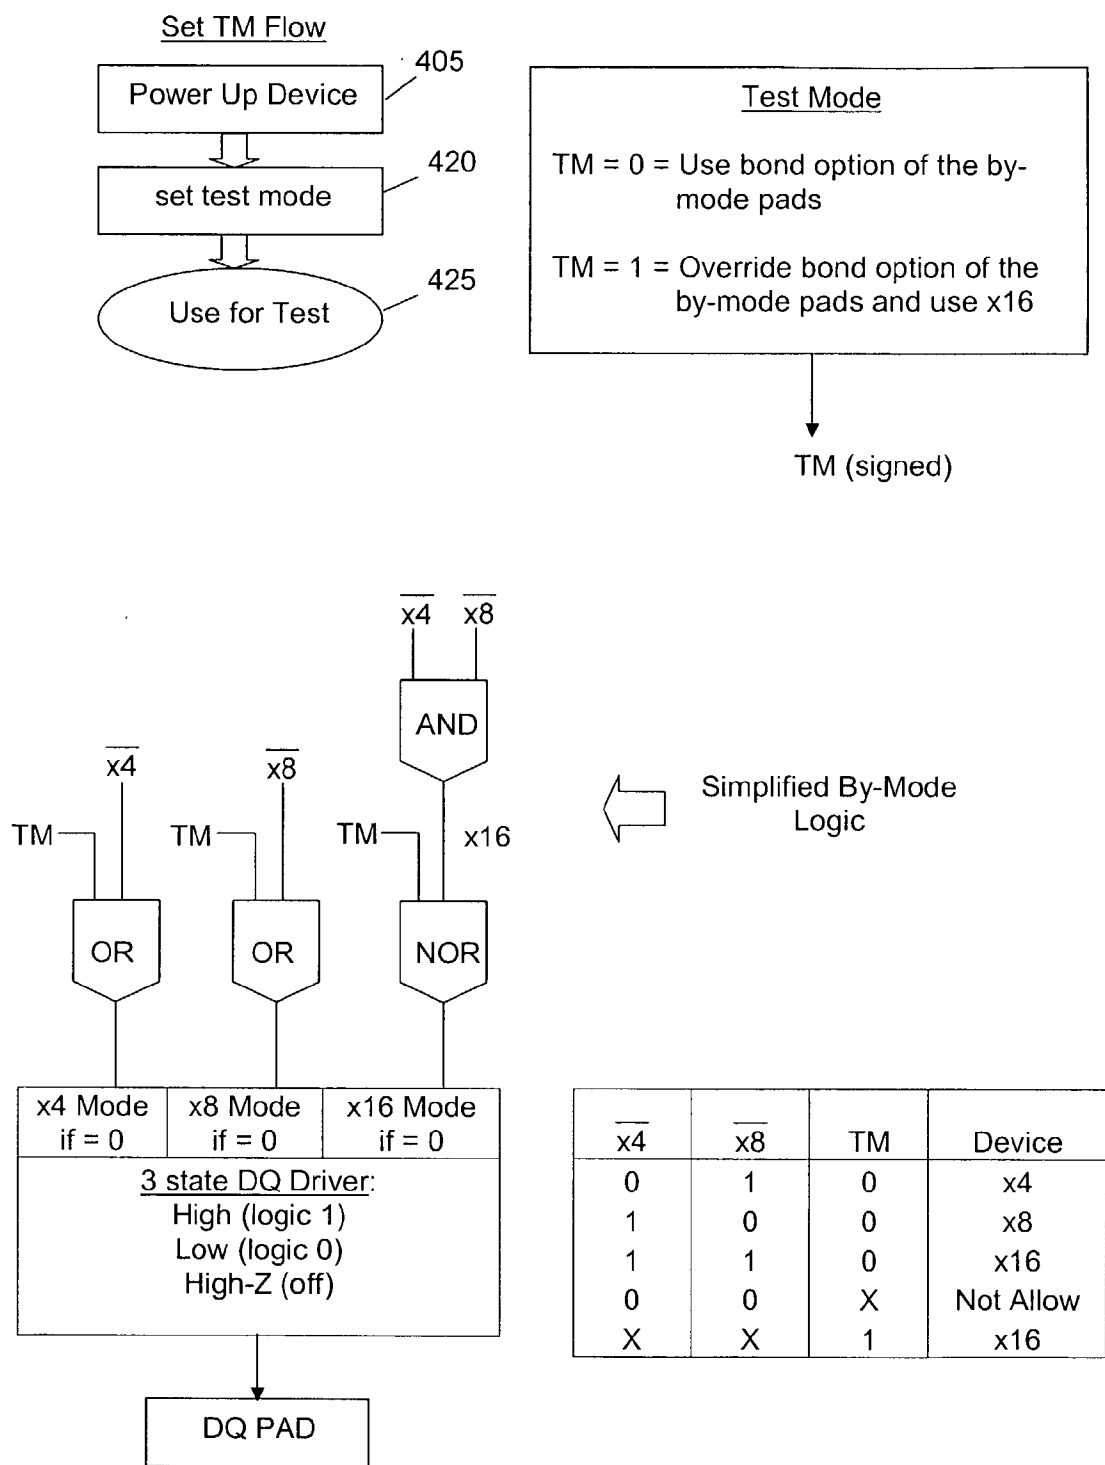 Set TM Flow
405
Power Up Device
420
set test mode
425
Use for Test
Test Mode
TM = 0 = Use bond option of the by-
mode pads
TM = 1 = Override bond option of the
by-mode pads and use x16
TM (signed)
x4 x8
AND
x4 x8
TM TM TM x16
OR OR NOR
Simplified By-Mode
Logic
x4 Mode x8 Mode x16 Mode
if = 0 if = 0 if = 0
3 state DQ Driver:
High (logic 1)
Low (logic 0)
High-Z (off)
DQ PAD
x4 x8 TM Device
0 1 0 x4
1 0 0 x8
1 1 0 x16
0 0 X Not Allow
X X 1 x16